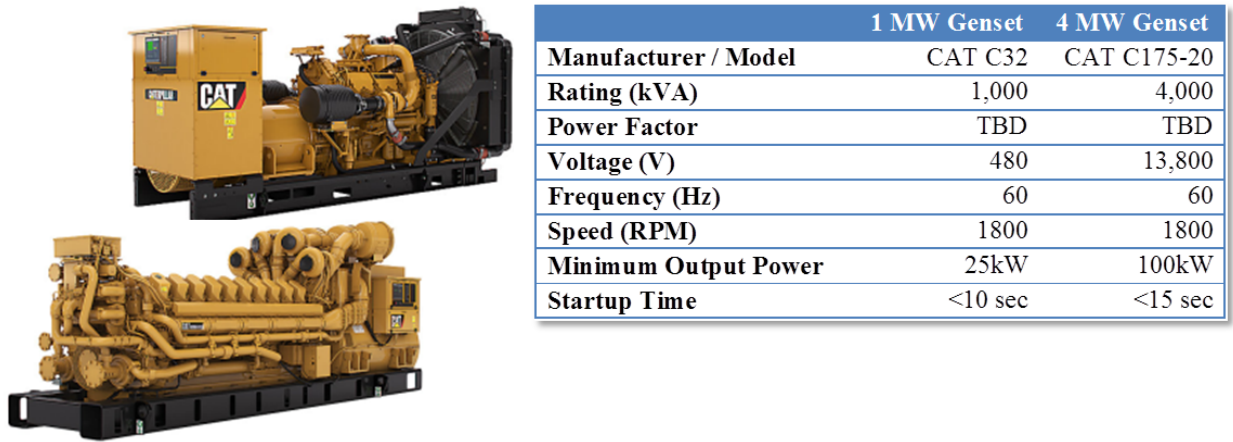 CATERPILLAR
CAT
CAT
1 MW Genset 4 MW Genset
Manufacturer / Model CAT C32 CAT C175-20
Rating (kVA) 1,000 4,000
Power Factor TBD TBD
Voltage (V) 480 13,800
Frequency (Hz) 60 60
Speed (RPM) 1800 1800
Minimum Output Power 25kW 100kW
Startup Time <10 sec <15 sec